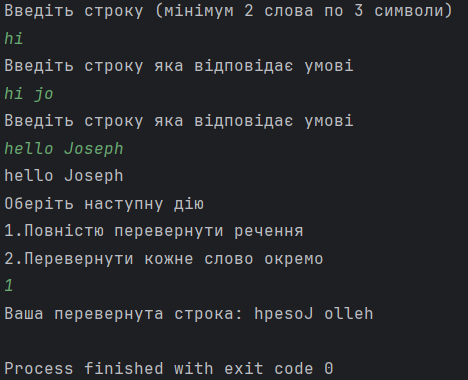 Введіть строку (мінімум 2 слова по 3 символи)
hi
Введіть строку яка відповідає умові
hi jo
Введіть строку яка відповідає умові
hello Joseph
hello Joseph
Оберіть наступну дію
1.Повністю перевернути речення
2.Перевернути кожне слово окремо
1
Ваша перевернута строка: hpesoJ olleh
Process finished with exit code 0